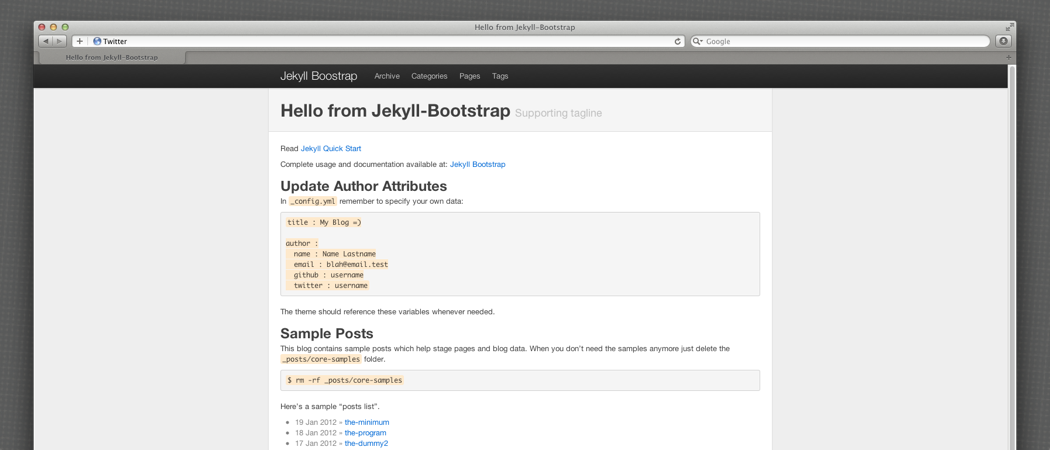 Hello from Jekyll-Bootstrap
Twitter
Google
Hello from Jekyll-Bootstrap
Jekyll Boostrap Archive Categories Pages Tags
Hello from Jekyll-Bootstrap Supporting tagline
Read Jekyll Quick Start
Complete usage and documentation available at: Jekyll Bootstrap
Update Author Attributes
In _config.yml remember to specify your own data:
title : My Blog =)
author :
name : Name Lastname
email : blah@email.test
github : username
twitter : username
The theme should reference these variables whenever needed.
Sample Posts
This blog contains sample posts which help stage pages and blog data. When you don't need the samples anymore just delete the
_posts/core-samples folder.
$ rm -rf _posts/core-samples
Here's a sample “posts list”.
19 Jan 2012 » the-minimum
18 Jan 2012 » the-program
17 Jan 2012 » the-dummy2